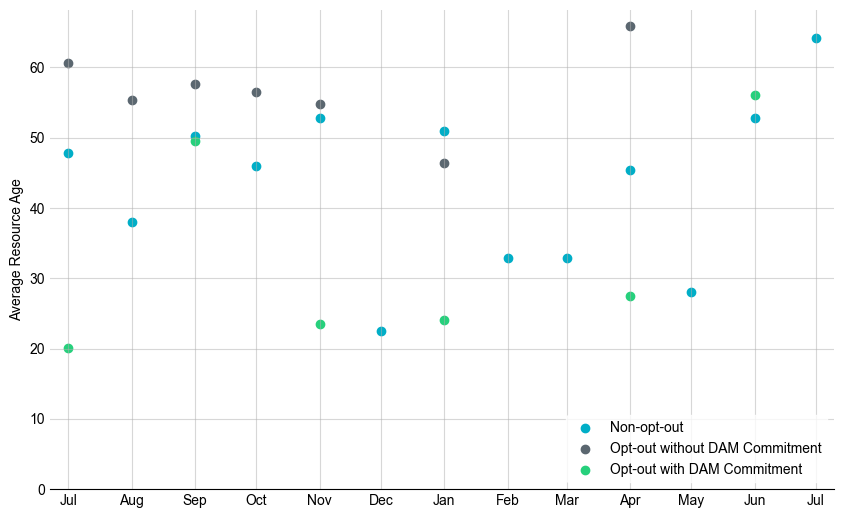 Average Resource Age
60
50
40
30
20
10
0
Jul Aug Sep Oct Nov Dec Jan Feb Mar Apr May Jun Jul
Non-opt-out
Opt-out without DAM Commitment
Opt-out with DAM Commitment